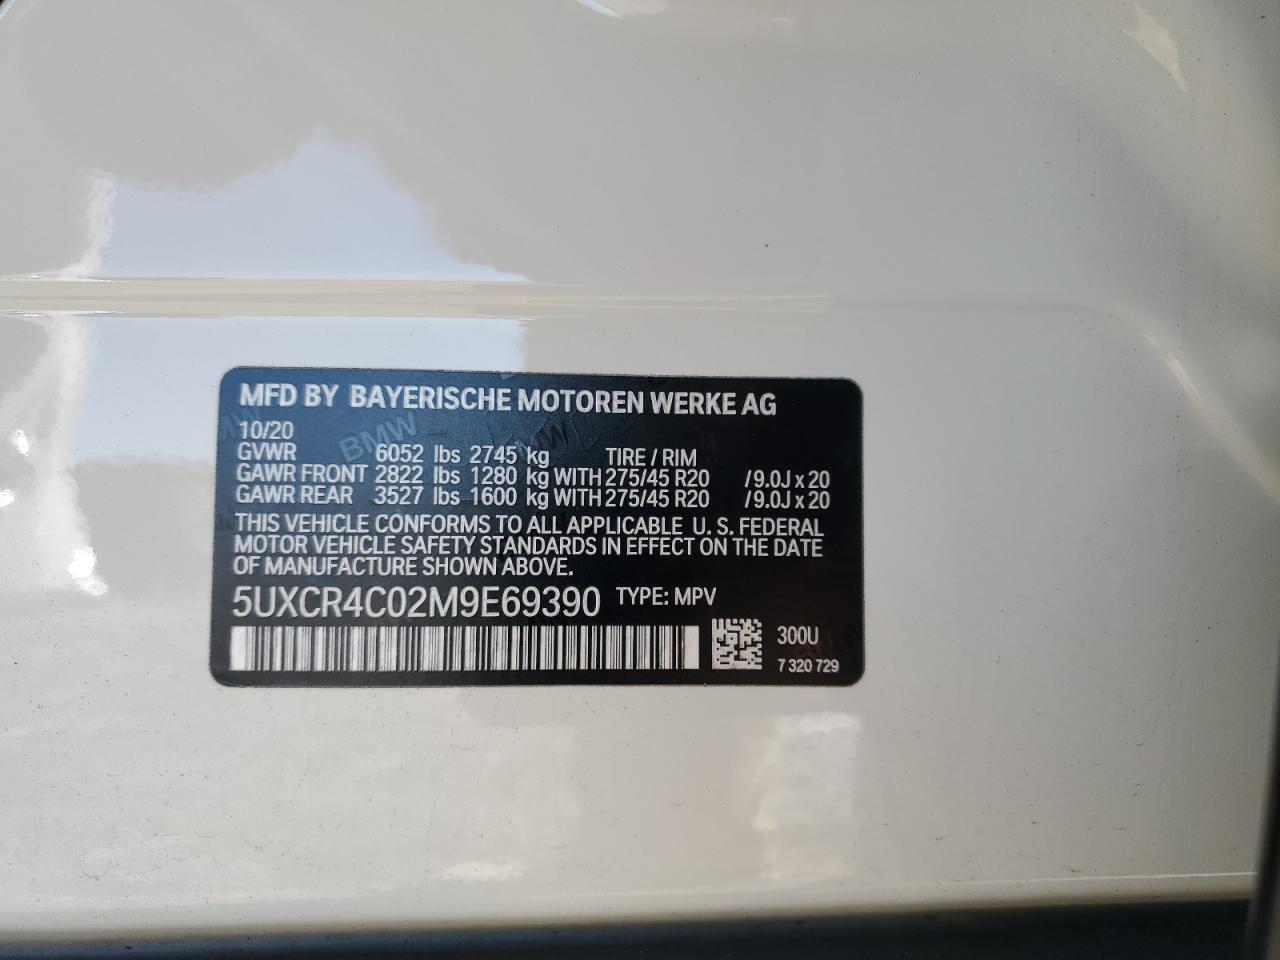 MFD BY BAYERISCHE MOTOREN WERKE AG
10/20
GVWR 6052 lbs 2745 kg TIRE / RIM
GAWR FRONT 2822 lbs 1280 kg WITH 275/45 R20 /9.0J x 20
GAWR REAR 3527 lbs 1600 kg WITH 275/45 R20 /9.0J x 20
THIS VEHICLE CONFORMS TO ALL APPLICABLE U. S. FEDERAL
MOTOR VEHICLE SAFETY STANDARDS IN EFFECT ON THE DATE
OF MANUFACTURE SHOWN ABOVE.
5UXCR4C02M9E69390 TYPE: MPV
300U
7 320 729